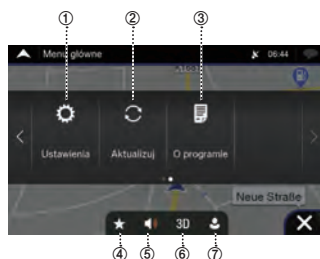 ① ② ③
Menu główne 06:44
Ustawienia Aktualizuj O programie
Neue Straße
3D
④ ⑤ ⑥ ⑦